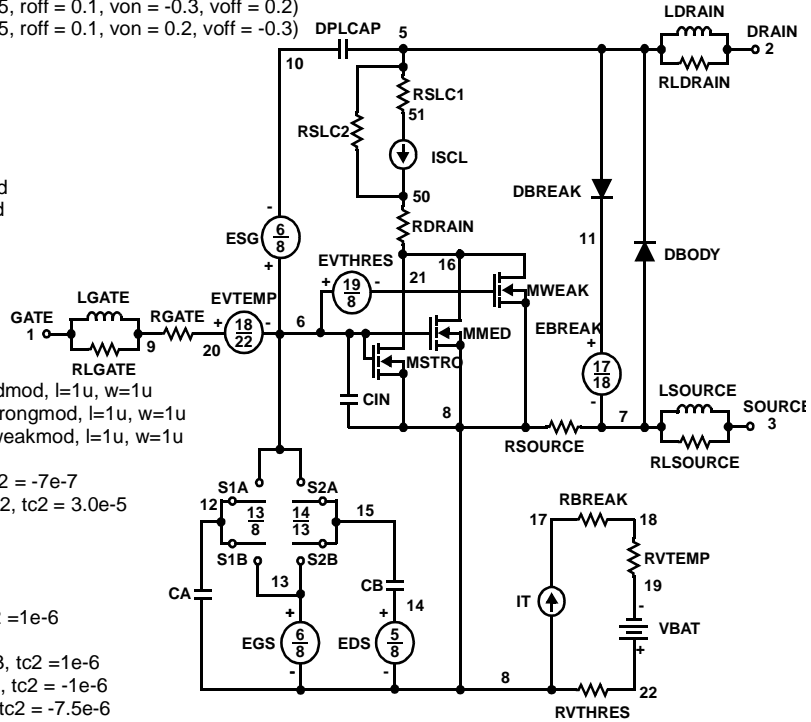 5, roff = 0.1, von = -0.3, voff = 0.2)
5, roff = 0.1, von = 0.2, voff = -0.3)
LDRAIN
DPLCAP
5
DRAIN
2
10
RLDRAIN
RSLC1
51
RSLC2
ISCL
d
d
50
DBREAK
RDRAIN
ESG
6
8
-
+
11
DBODY
EVTHRES
16
21
+
19
8
-
MWEAK
LGATE
EVTEMP
GATE
1
RGATE
+
18
22
-
6
MMED
EBREAK
9
20
MSTRO
+
17
18
-
RLGATE
dmod, l=1u, w=1u
rongmod, l=1u, w=1u
weakmod, l=1u, w=1u
CIN
8
LSOURCE
7
SOURCE
3
RSOURCE
RLSOURCE
2 = -7e-7
2, tc2 = 3.0e-5
S1A
S2A
12
13
8
14
13
15
RBREAK
17
18
S1B
S2B
RVTEMP
13
CB
19
CA
IT
14
-
VBAT
+
2 =1e-6
+
EGS
6
8
-
+
EDS
5
8
-
3, tc2 =1e-6
, tc2 = -1e-6
tc2 = -7.5e-6
8
22
RVTHRES